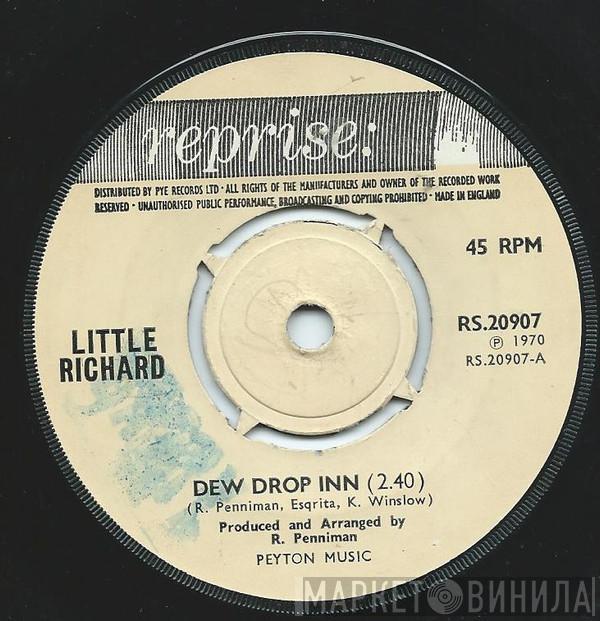 reprise:
DISTRIBUTED BY PYE RECORDS LTD · ALL RIGHTS OF THE MANUFACTURERS AND OWNER OF THE RECORDED WORK
RESERVED · UNAUTHORISED PUBLIC PERFORMANCE, BROADCASTING AND COPYING PROHIBITED · MADE IN ENGLAND
45 RPM
LITTLE
RICHARD
RS.20907
Ⓟ 1970
RS.20907-A
DEW DROP INN (2.40)
(R. Penniman, Esqrita, K. Winslow)
Produced and Arranged by
R. Penniman
PEYTON MUSIC
МАРКЕТ ВИНИЛА